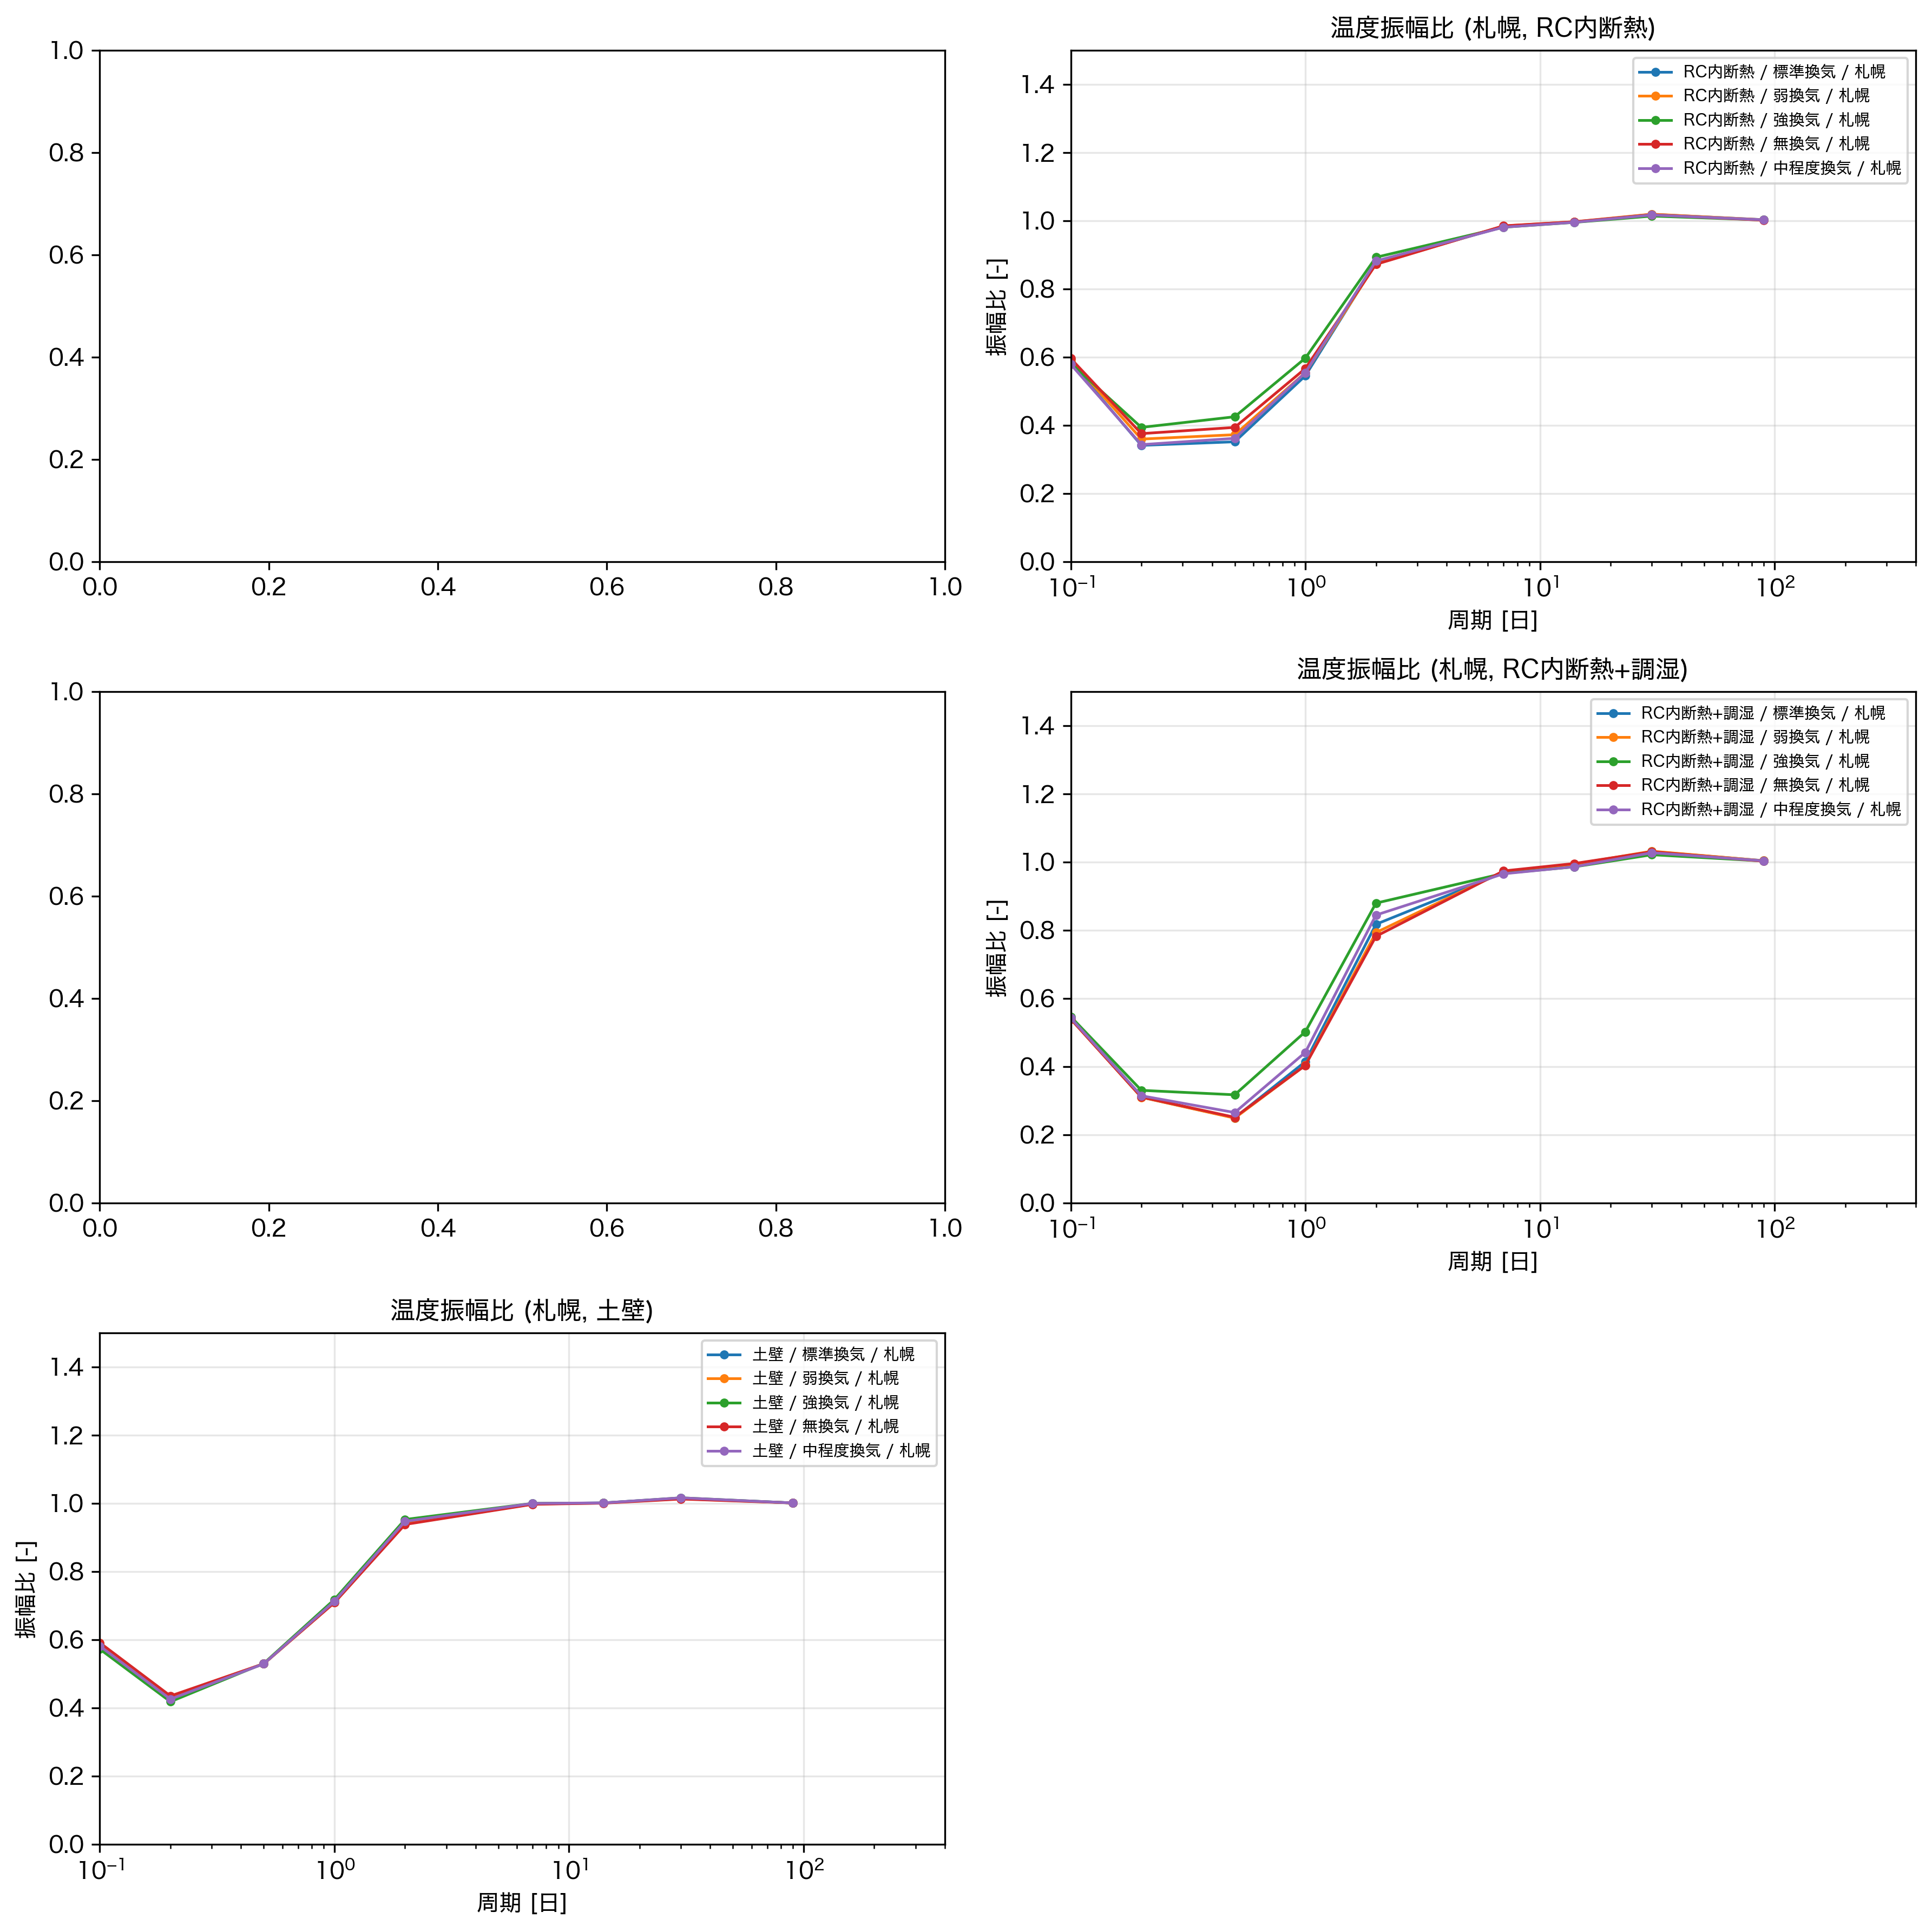 1.0
0.8
0.6
0.4
0.2
0.0
0.0 0.2 0.4 0.6 0.8 1.0
温度振幅比 (札幌, RC内断熱)
RC内断熱 / 標準換気 / 札幌
RC内断熱 / 弱換気 / 札幌
RC内断熱 / 強換気 / 札幌
RC内断熱 / 無換気 / 札幌
RC内断熱 / 中程度換気 / 札幌
振幅比 [-]
1.4
1.2
1.0
0.8
0.6
0.4
0.2
0.0
10⁻¹ 10⁰ 10¹ 10²
周期 [日]
1.0
0.8
0.6
0.4
0.2
0.0
0.0 0.2 0.4 0.6 0.8 1.0
温度振幅比 (札幌, RC内断熱+調湿)
RC内断熱+調湿 / 標準換気 / 札幌
RC内断熱+調湿 / 弱換気 / 札幌
RC内断熱+調湿 / 強換気 / 札幌
RC内断熱+調湿 / 無換気 / 札幌
RC内断熱+調湿 / 中程度換気 / 札幌
振幅比 [-]
1.4
1.2
1.0
0.8
0.6
0.4
0.2
0.0
10⁻¹ 10⁰ 10¹ 10²
周期 [日]
温度振幅比 (札幌, 土壁)
土壁 / 標準換気 / 札幌
土壁 / 弱換気 / 札幌
土壁 / 強換気 / 札幌
土壁 / 無換気 / 札幌
土壁 / 中程度換気 / 札幌
振幅比 [-]
1.4
1.2
1.0
0.8
0.6
0.4
0.2
0.0
10⁻¹ 10⁰ 10¹ 10²
周期 [日]